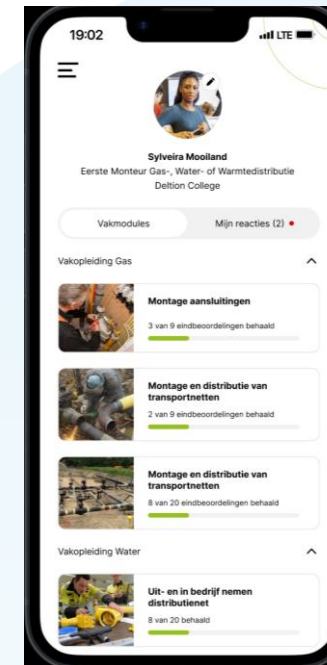 19:02
LTE
Sylveira Mooiland
Eerste Monteur Gas-, Water- of Warmtedistributie
Deltion College
Vakmodules
Mijn reacties (2)
Vakopleiding Gas
Montage aansluitingen
3 van 9 eindbeoordelingen behaald
Montage en distributie van
transportnetten
2 van 9 eindbeoordelingen behaald
Montage en distributie van
transportnetten
8 van 20 eindbeoordelingen behaald
Vakopleiding Water
Uit- en in bedrijf nemen
distributienet
8 van 20 behaald